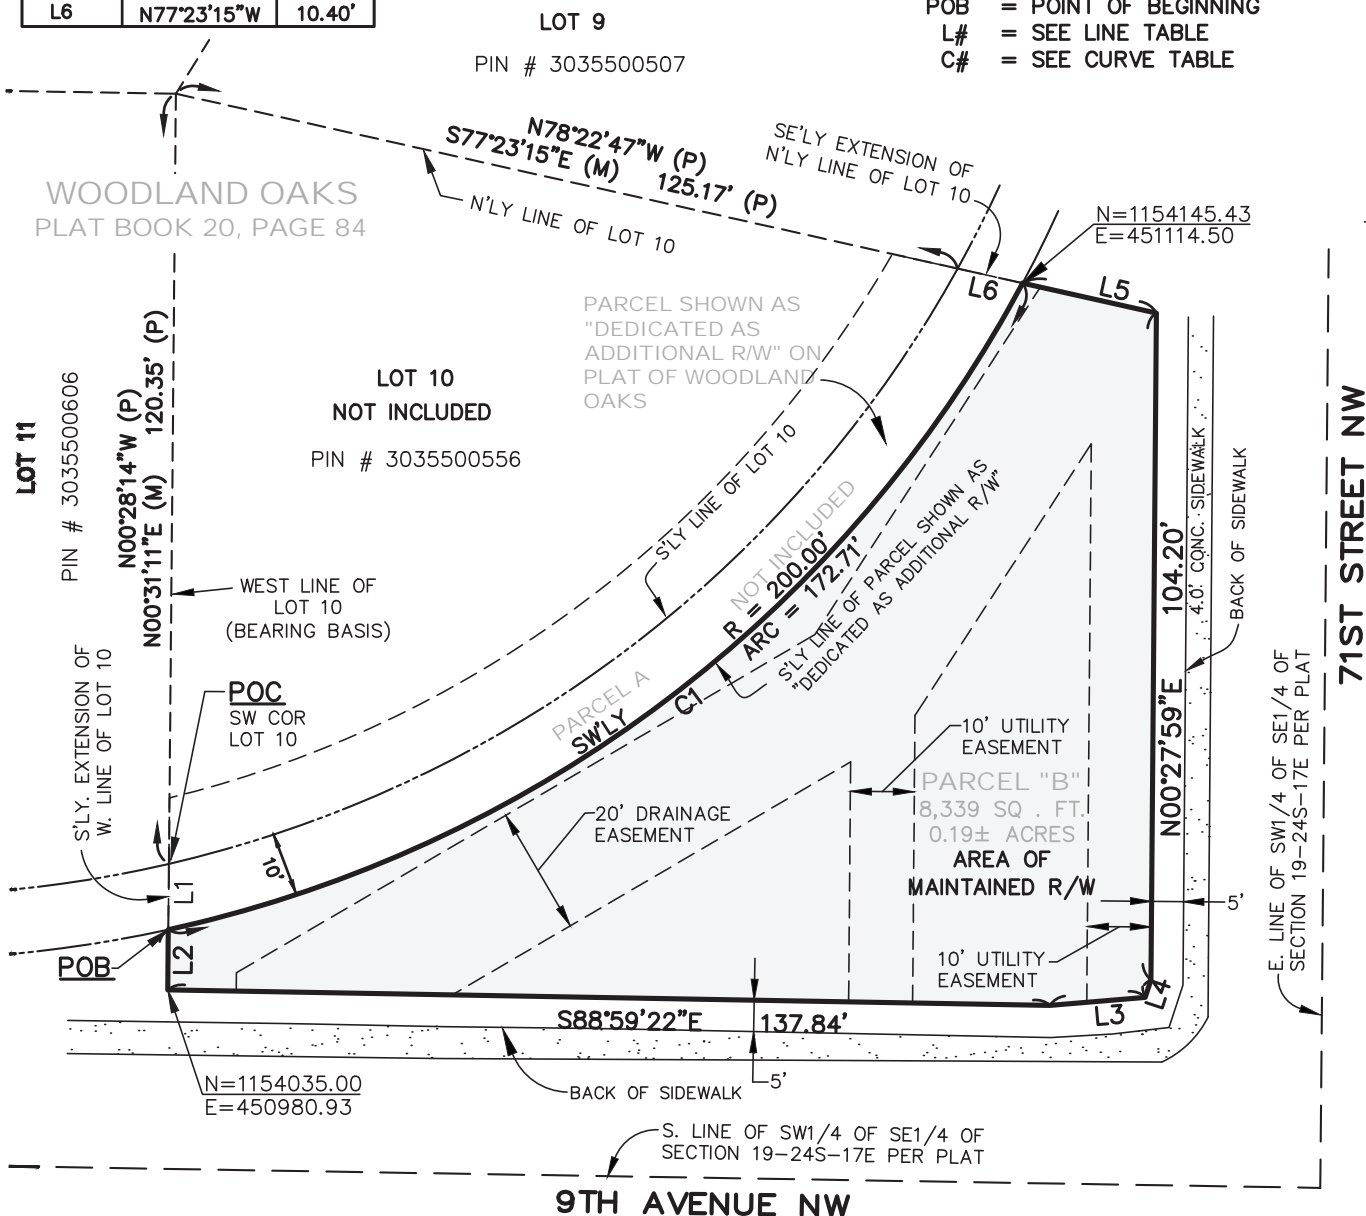 L6 N77°23'15"W 10.40'
LOT 9
PIN # 3035500507
POB = POINT OF BEGINNING
L# = SEE LINE TABLE
C# = SEE CURVE TABLE
WOODLAND OAKS
PLAT BOOK 20, PAGE 84
N78°22'47"W (P)
S77°23'15"E (M) 125.17' (P)
N'LY LINE OF LOT 10
SE'LY EXTENSION OF
N'LY LINE OF LOT 10
N=1154145.43
E=451114.50
L6
L5
PARCEL SHOWN AS
"DEDICATED AS
ADDITIONAL R/W" ON
PLAT OF WOODLAND
OAKS
LOT 10
NOT INCLUDED
PIN # 3035500556
LOT 11
PIN # 3035500606
N00°28'14"W (P)
N00°31'11"E (M) 120.35' (P)
WEST LINE OF
LOT 10
(BEARING BASIS)
S'LY LINE OF LOT 10
NOT INCLUDED
R = 200.00'
ARC = 172.71'
S'LY LINE OF PARCEL SHOWN AS
"DEDICATED AS ADDITIONAL R/W"
4.0' CONC. SIDEWALK
BACK OF SIDEWALK
71ST STREET NW
104.20'
N00°27'59"E
E. LINE OF SW1/4 OF SE1/4 OF
SECTION 19-24S-17E PER PLAT
S'LY. EXTENSION OF
W. LINE OF LOT 10
POC
SW COR
LOT 10
PARCEL A
SW'LY
C1
10' UTILITY
EASEMENT
PARCEL "B"
8,339 SQ . FT.
0.19± ACRES
AREA OF
MAINTAINED R/W
20' DRAINAGE
EASEMENT
10'
L1
5'
L2
POB
10' UTILITY
EASEMENT
L4
L3
S88°59'22"E 137.84'
N=1154035.00
E=450980.93
BACK OF SIDEWALK
5'
S. LINE OF SW1/4 OF SE1/4 OF
SECTION 19-24S-17E PER PLAT
9TH AVENUE NW